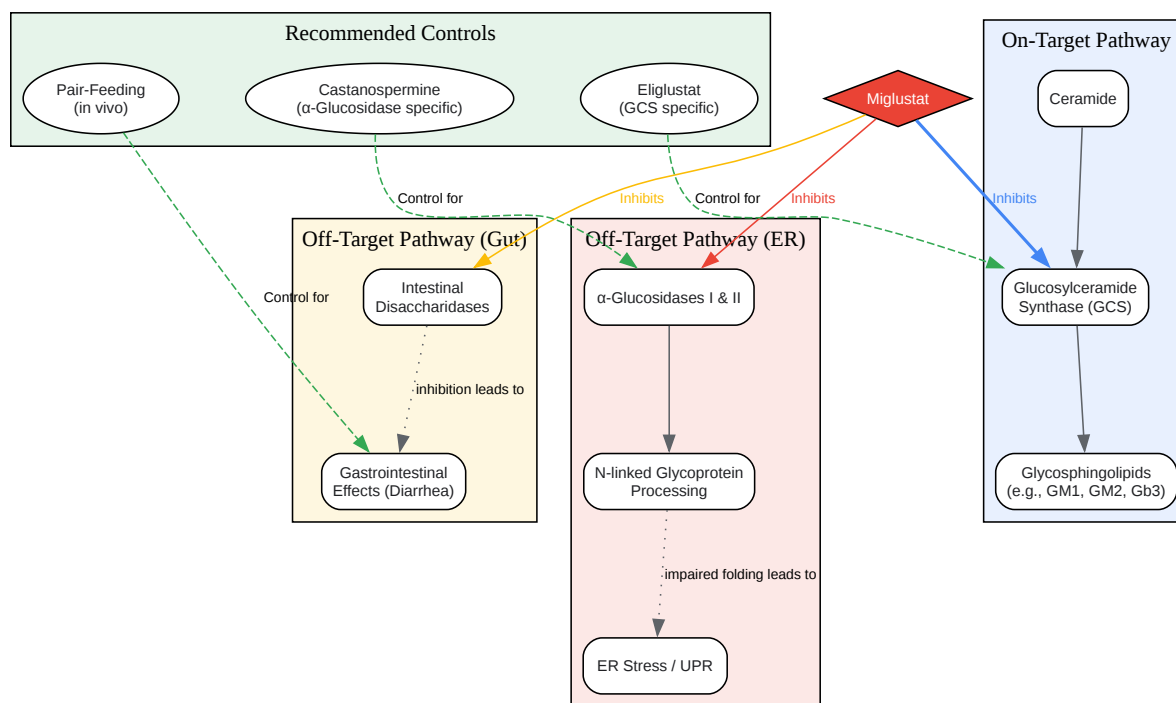 Recommended Controls
Pair-Feeding
(in vivo)
Castanospermine
(α-Glucosidase specific)
Eliglustat
(GCS specific)
Miglustat
On-Target Pathway
Ceramide
Control for
Inhibits
Control for
Inhibits
Inhibits
Off-Target Pathway (Gut)
Off-Target Pathway (ER)
Control for
Intestinal
Disaccharidases
α-Glucosidases I & II
Glucosylceramide
Synthase (GCS)
inhibition leads to
Gastrointestinal
Effects (Diarrhea)
N-linked Glycoprotein
Processing
Glycosphingolipids
(e.g., GM1, GM2, Gb3)
impaired folding leads to
ER Stress / UPR